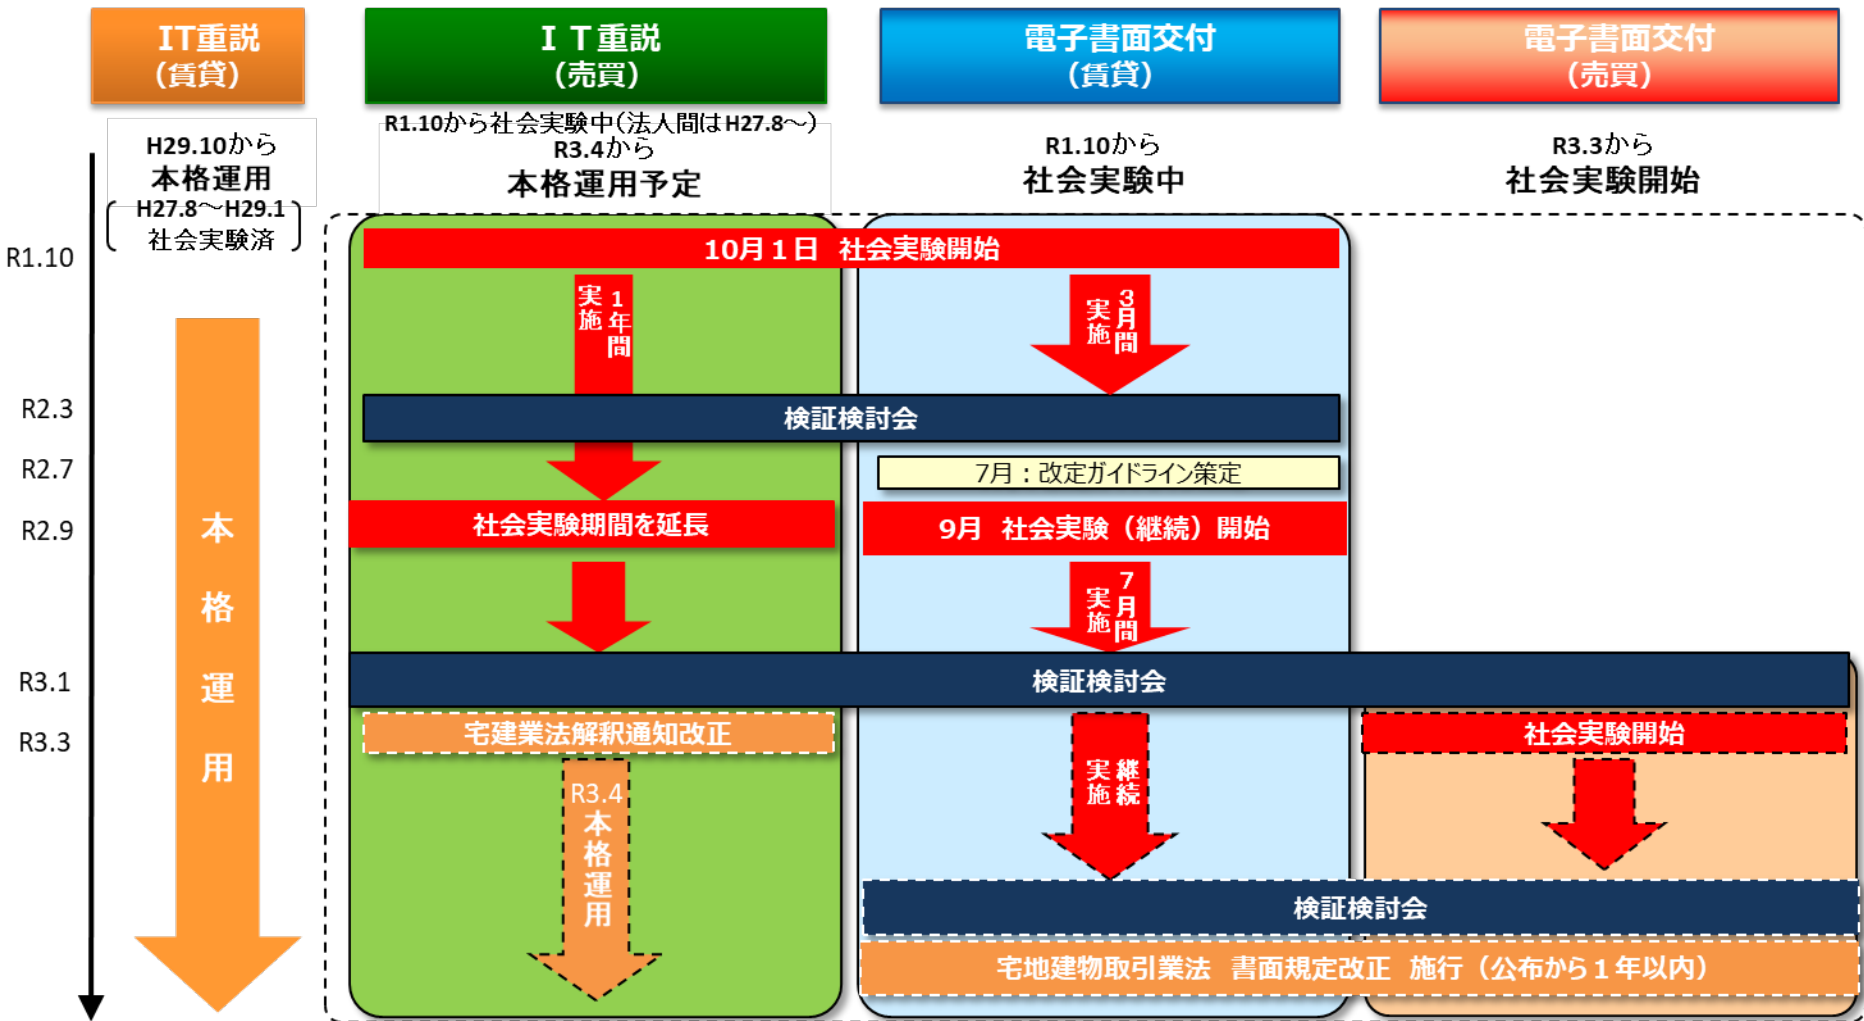 IT重説
(賃貸)
ＩＴ重説
(売買)
電子書面交付
(賃貸)
電子書面交付
(売買)
H29.10から
本格運用
H27.8～H29.1
社会実験済
R1.10から社会実験中(法人間はH27.8～)
R3.4から
本格運用予定
R1.10から
社会実験中
R3.3から
社会実験開始
R1.10
10月１日 社会実験開始
1年間
実施
3月間
実施
R2.3
検証検討会
R2.7
7月：改定ガイドライン策定
R2.9
社会実験期間を延長
9月 社会実験（継続）開始
7月間
実施
本格運用
R3.1
検証検討会
R3.3
宅建業法解釈通知改正
社会実験開始
R3.4
本格運用
継続
実施
検証検討会
宅地建物取引業法 書面規定改正 施行（公布から１年以内）